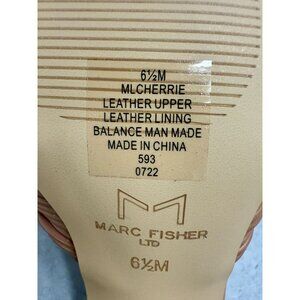 6½M
MLCHERRIE
LEATHER UPPER
LEATHER LINING
BALANCE MAN MADE
MADE IN CHINA
593
0722
MARC FISHER
LTD
6½M